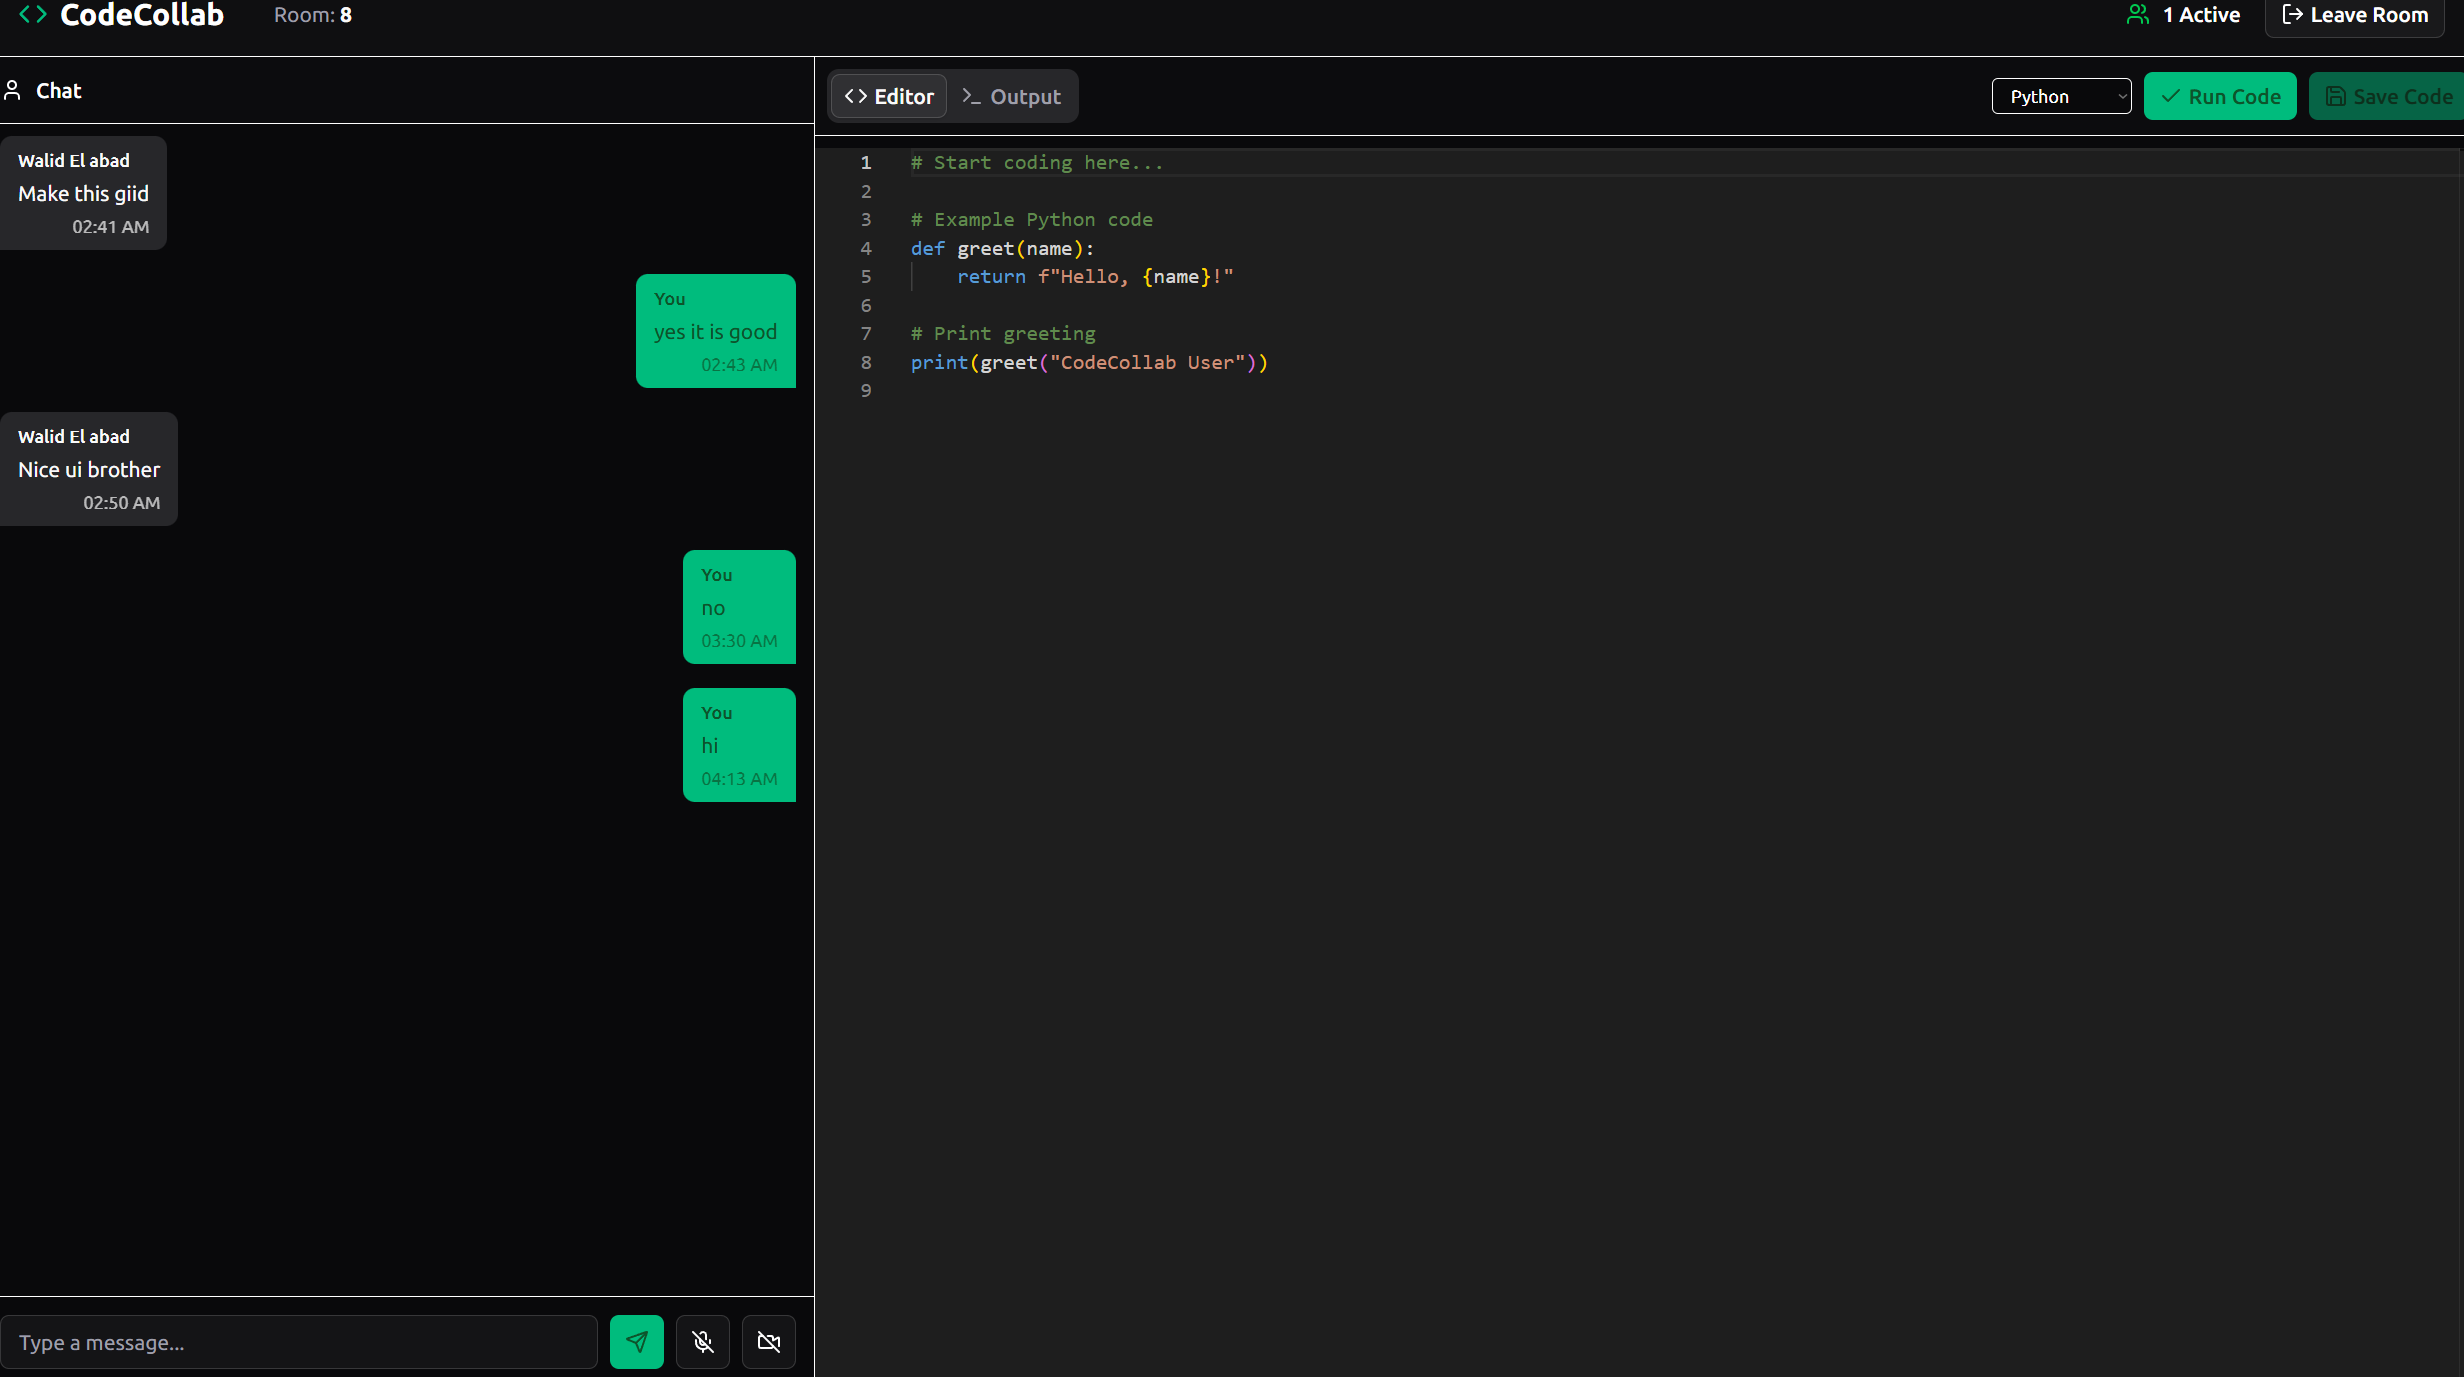 CodeCollab
Room: 8
1 Active
Leave Room
Chat
Walid El abad
Make this giid
02:41 AM
You
yes it is good
02:43 AM
Walid El abad
Nice ui brother
02:50 AM
You
no
03:30 AM
You
hi
04:13 AM
Type a message...
Editor
>_ Output
Python
Run Code
Save Code
1 # Start coding here...
2
3 # Example Python code
4 def greet(name):
5     return f"Hello, {name}!"
6
7 # Print greeting
8 print(greet("CodeCollab User"))
9